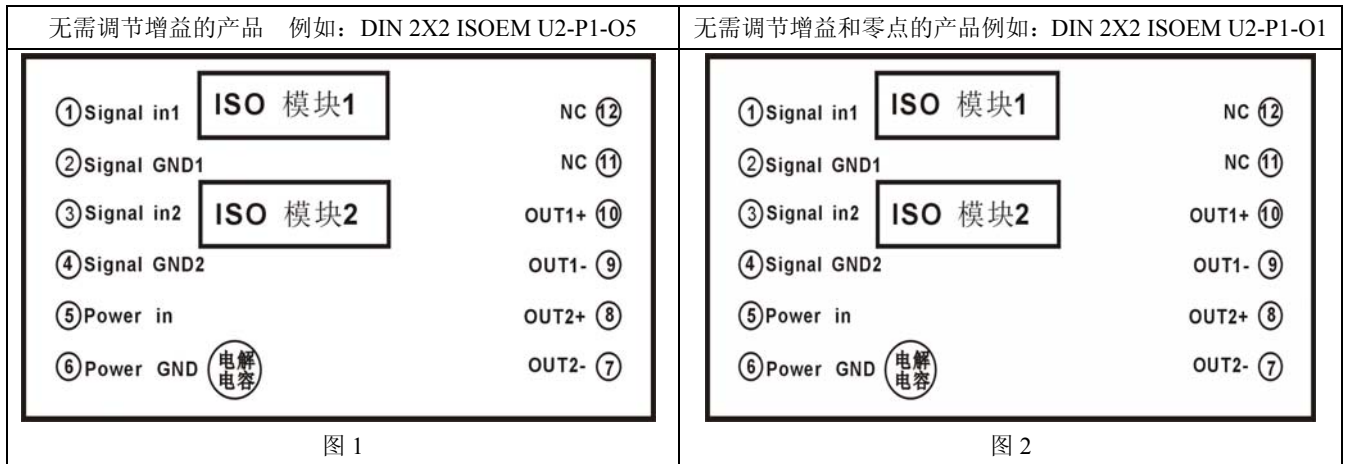 无需调节增益的产品 例如：DIN 2X2 ISOEM U2-P1-O5
①Signal in1
ISO 模块1
NC ⑫
②Signal GND1
NC ⑪
③Signal in2
ISO 模块2
OUT1+ ⑩
④Signal GND2
OUT1- ⑨
⑤Power in
OUT2+ ⑧
⑥Power GND
电解
电容
OUT2- ⑦
图 1
无需调节增益和零点的产品例如：DIN 2X2 ISOEM U2-P1-O1
①Signal in1
ISO 模块1
NC ⑫
②Signal GND1
NC ⑪
③Signal in2
ISO 模块2
OUT1+ ⑩
④Signal GND2
OUT1- ⑨
⑤Power in
OUT2+ ⑧
⑥Power GND
电解
电容
OUT2- ⑦
图 2